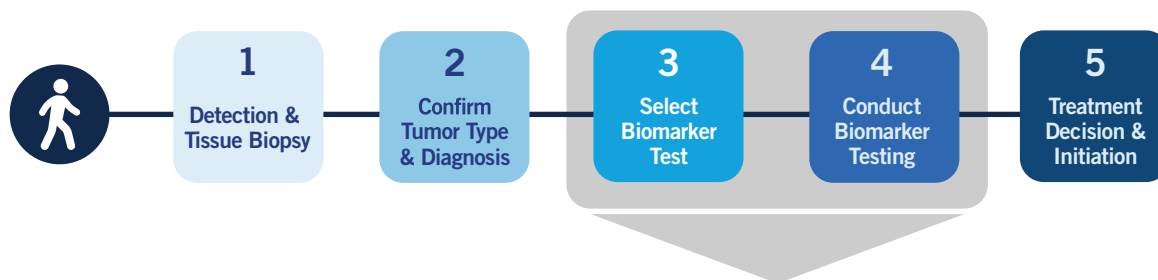 1
Detection &
Tissue Biopsy
2
Confirm
Tumor Type
& Diagnosis
3
Select
Biomarker
Test
4
Conduct
Biomarker
Testing
5
Treatment
Decision &
Initiation